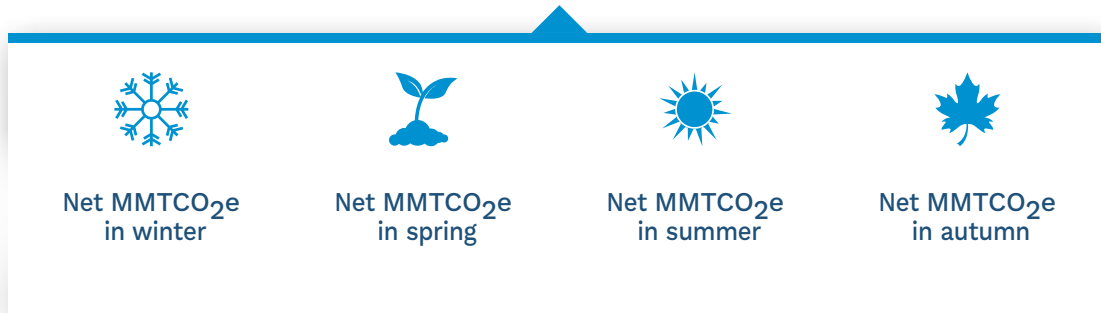 Net MMTCO2e
in winter
Net MMTCO2e
in spring
Net MMTCO2e
in summer
Net MMTCO2e
in autumn